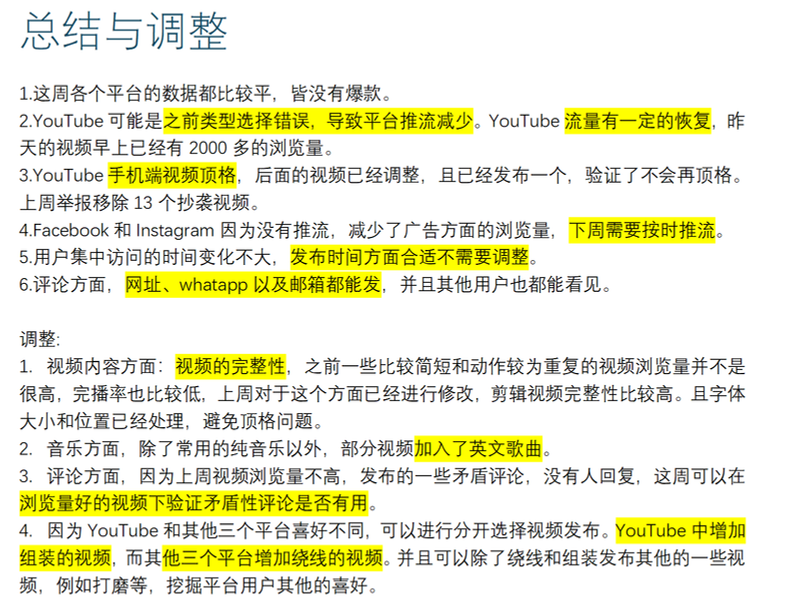 总结与调整
1.这周各个平台的数据都比较平，皆没有爆款。
2.YouTube 可能是之前类型选择错误，导致平台推流减少。YouTube 流量有一定的恢复，昨
天的视频早上已经有 2000 多的浏览量。
3.YouTube 手机端视频顶格，后面的视频已经调整，且已经发布一个，验证了不会再顶格。
上周举报移除 13 个抄袭视频。
4.Facebook 和 Instagram 因为没有推流，减少了广告方面的浏览量，下周需要按时推流。
5.用户集中访问的时间变化不大，发布时间方面合适不需要调整。
6.评论方面，网址、whatapp 以及邮箱都能发，并且其他用户也都能看见。
调整:
1. 视频内容方面：视频的完整性，之前一些比较简短和动作较为重复的视频浏览量并不是
很高，完播率也比较低，上周对于这个方面已经进行修改，剪辑视频完整性比较高。且字体
大小和位置已经处理，避免顶格问题。
2. 音乐方面，除了常用的纯音乐以外，部分视频加入了英文歌曲。
3. 评论方面，因为上周视频浏览量不高，发布的一些矛盾评论，没有人回复，这周可以在
浏览量好的视频下验证矛盾性评论是否有用。
4. 因为 YouTube 和其他三个平台喜好不同，可以进行分开选择视频发布。YouTube 中增加
组装的视频，而其他三个平台增加绕线的视频。并且可以除了绕线和组装发布其他的一些视
频，例如打磨等，挖掘平台用户其他的喜好。